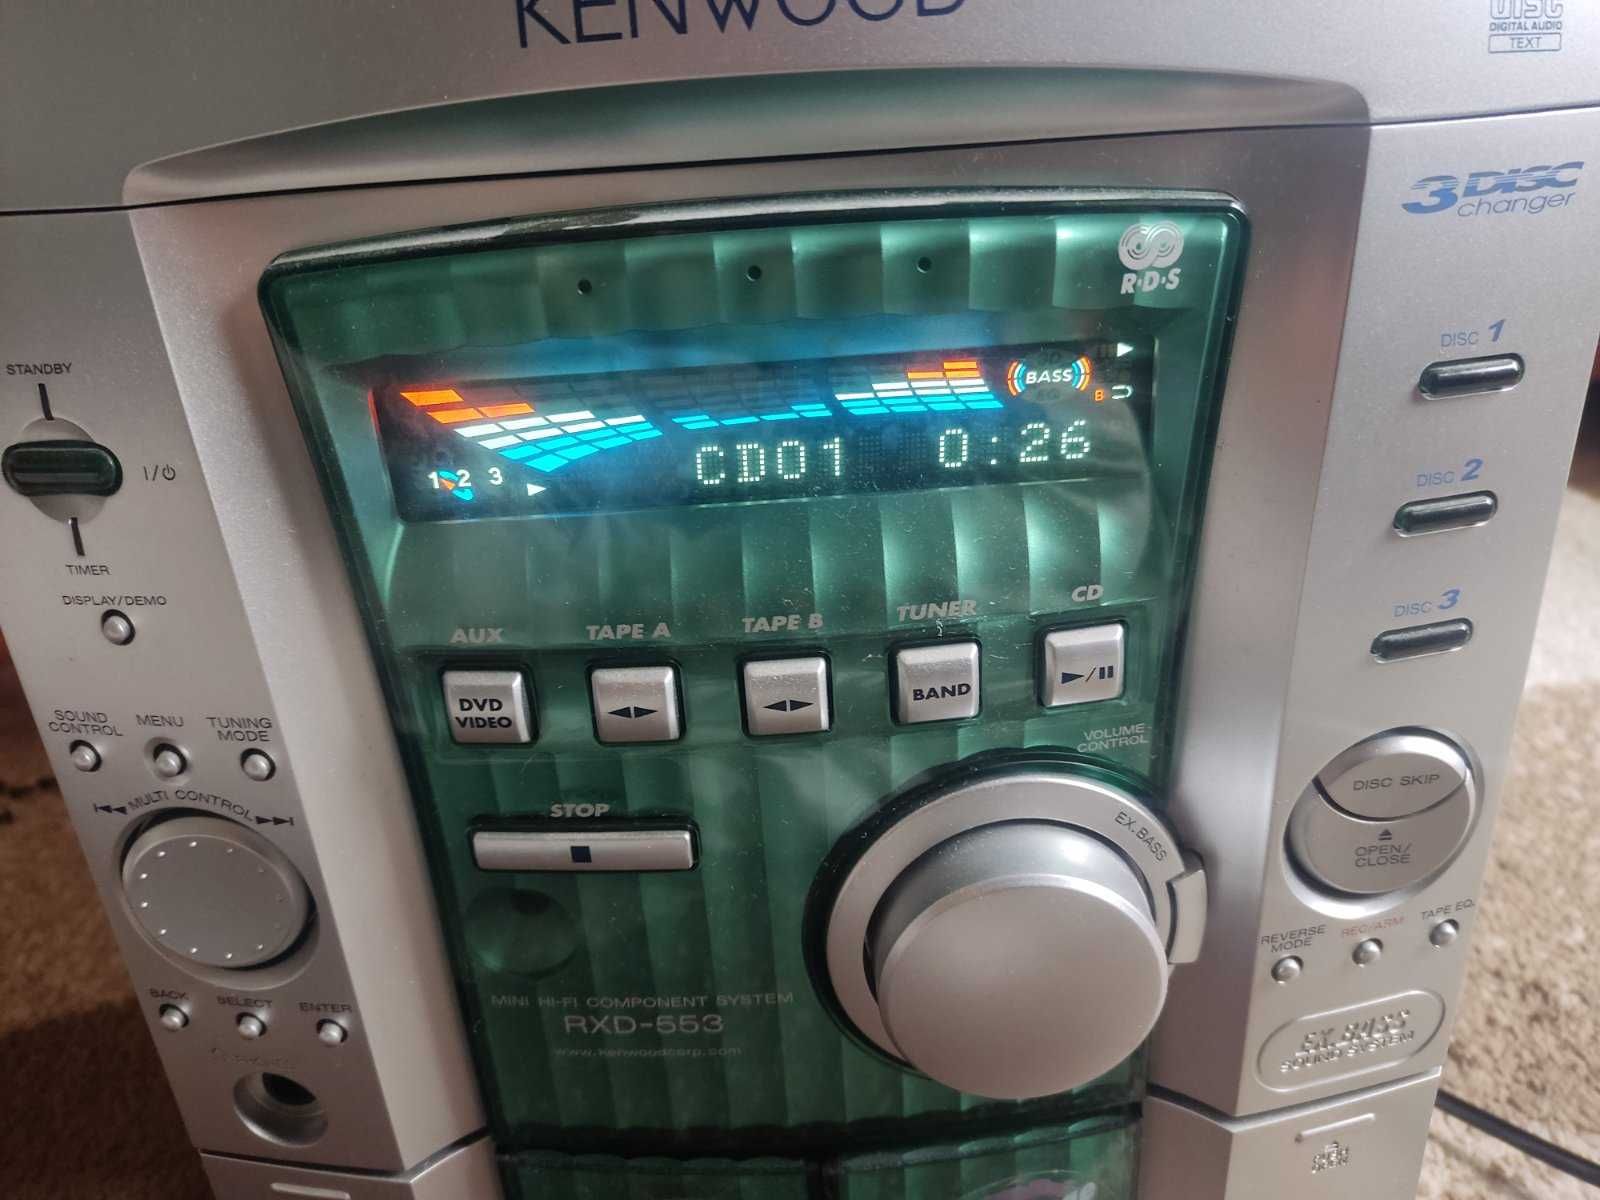 KENWOOD
DISC
DIGITAL AUDIO
TEXT
3 DISC
changer
R·D·S
BASS
B
1 2 3
CD01 0:26
STANDBY
I/⏻
TIMER
DISPLAY/DEMO
DISC 1
DISC 2
DISC 3
AUX
TAPE A
TAPE B
TUNER
CD
DVD
VIDEO
◄►
◄►
BAND
►/II
SOUND
CONTROL
MENU
TUNING
MODE
VOLUME
CONTROL
MULTI CONTROL
STOP
EX.BASS
DISC SKIP
OPEN/
CLOSE
REVERSE
MODE
REC/ARM
TAPE EQ.
BACK
SELECT
ENTER
MINI HI-FI COMPONENT SYSTEM
RXD-553
www.kenwoodcorp.com
EX.BASS
SOUND SYSTEM